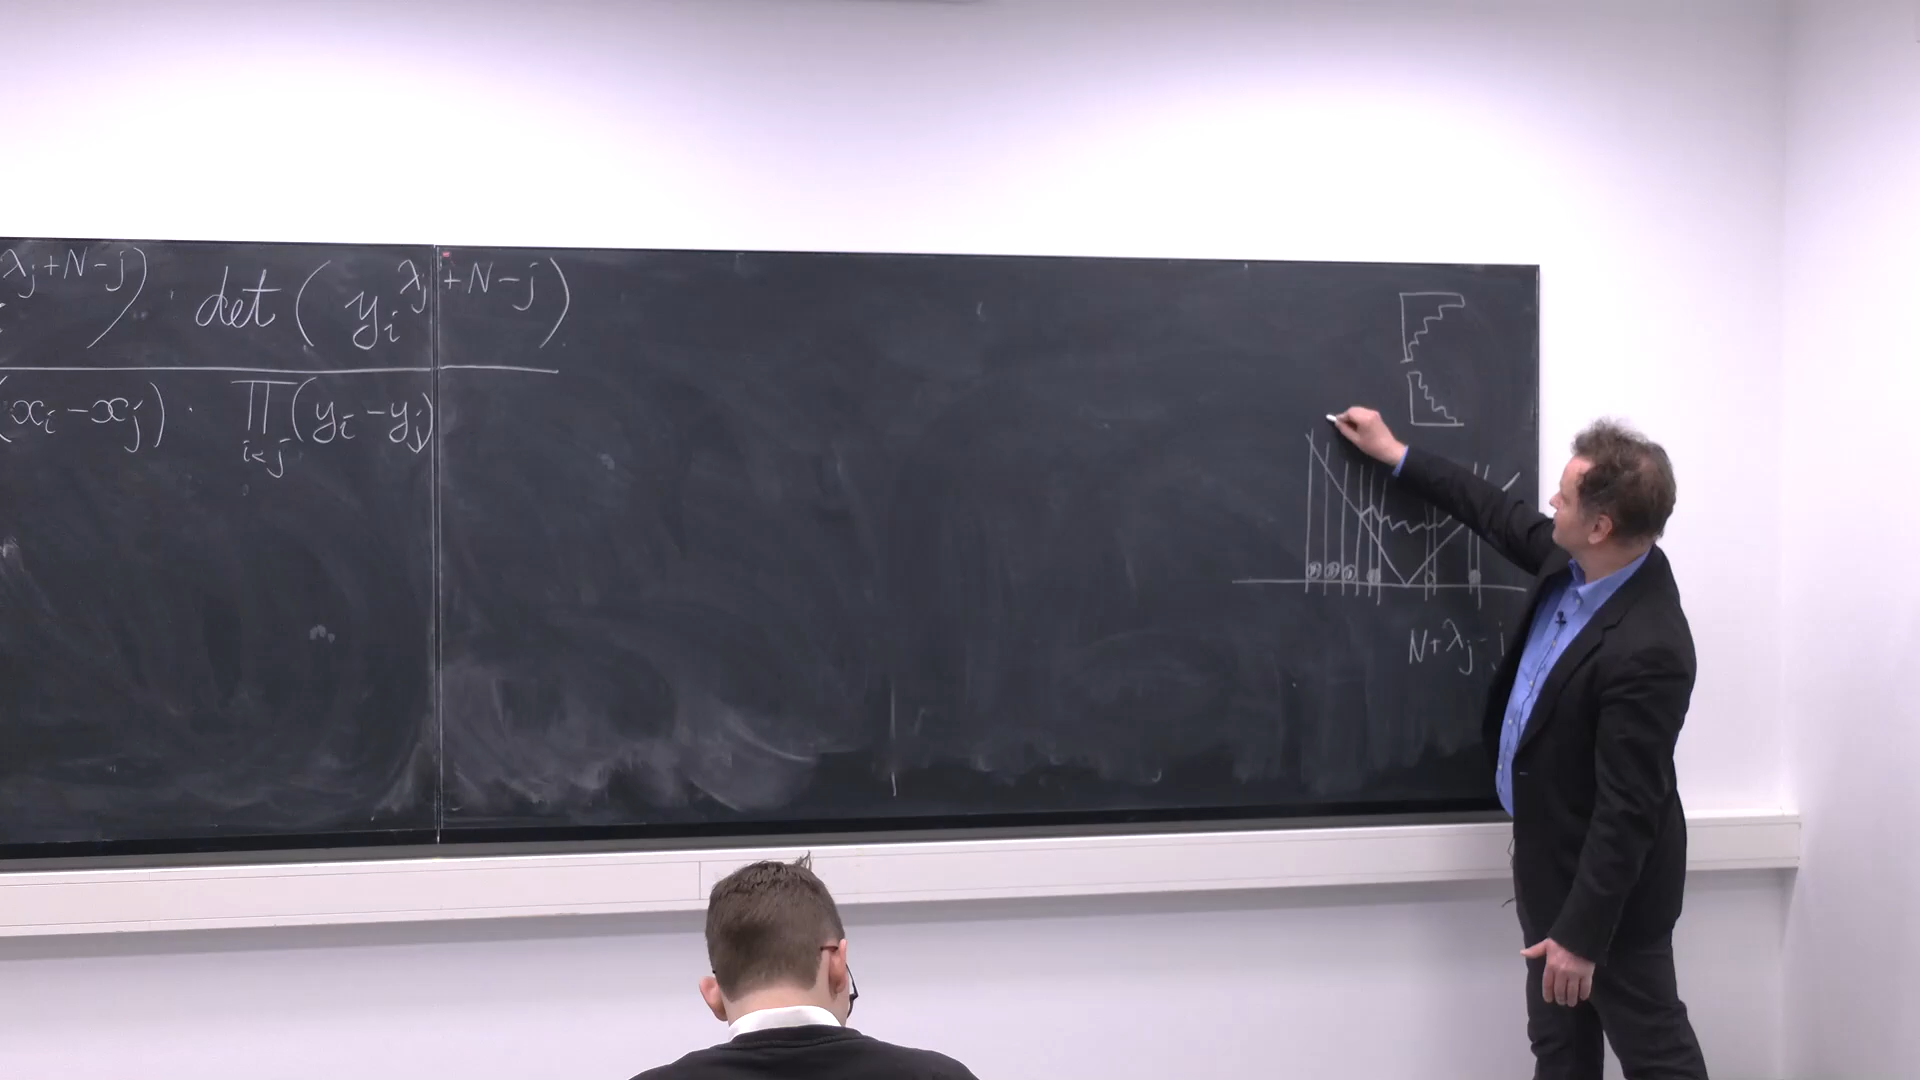 λj+N−j) · det ( yᵢ^{λj+N−j} )
(xᵢ−xⱼ) · ∏_{i<j} (yᵢ−yⱼ)
N+λj−j